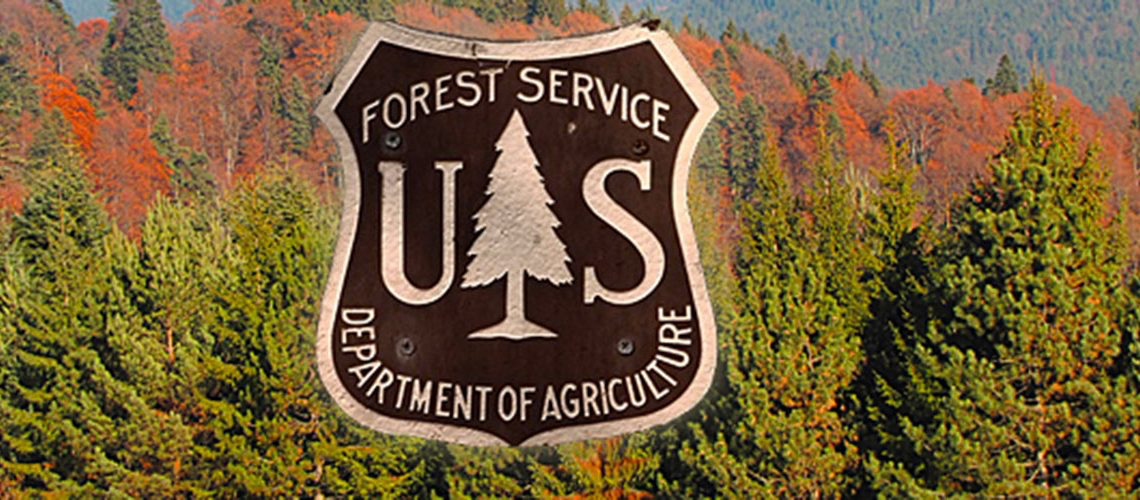 FOREST SERVICE
U S
DEPARTMENT OF AGRICULTURE